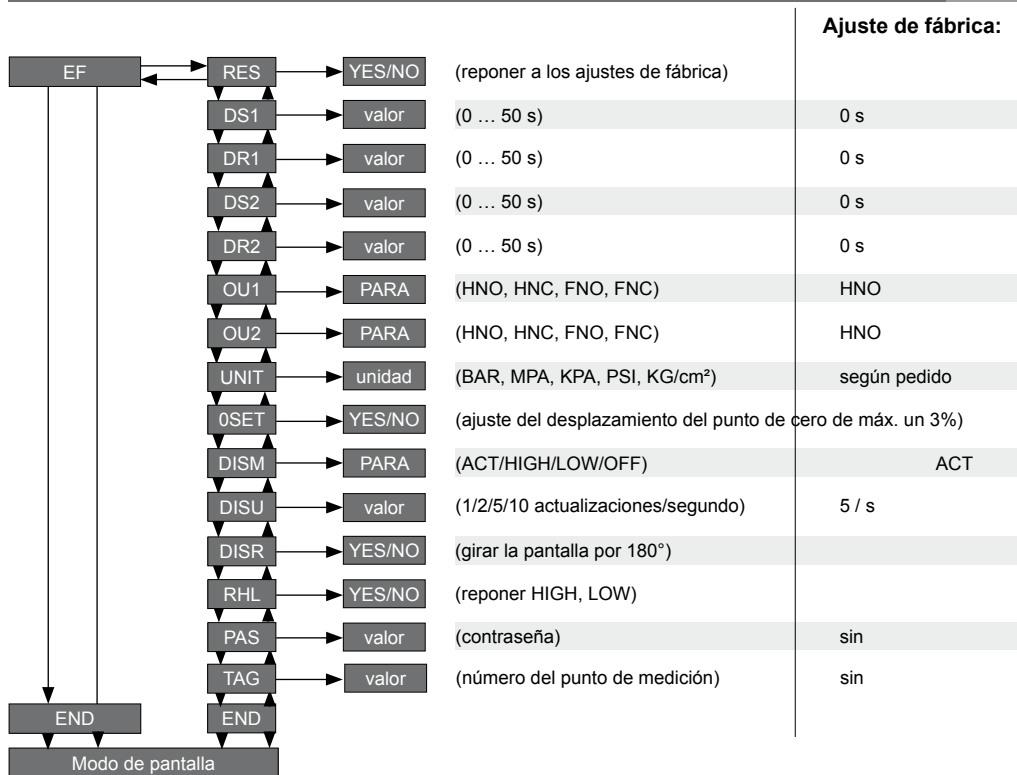 Ajuste de fábrica:
EF RES YES/NO (reponer a los ajustes de fábrica)
DS1 valor (0 … 50 s) 0 s
DR1 valor (0 … 50 s) 0 s
DS2 valor (0 … 50 s) 0 s
DR2 valor (0 … 50 s) 0 s
OU1 PARA (HNO, HNC, FNO, FNC) HNO
OU2 PARA (HNO, HNC, FNO, FNC) HNO
UNIT unidad (BAR, MPA, KPA, PSI, KG/cm²) según pedido
0SET YES/NO (ajuste del desplazamiento del punto de cero de máx. un 3%)
DISM PARA (ACT/HIGH/LOW/OFF) ACT
DISU valor (1/2/5/10 actualizaciones/segundo) 5 / s
DISR YES/NO (girar la pantalla por 180°)
RHL YES/NO (reponer HIGH, LOW)
PAS valor (contraseña) sin
TAG valor (número del punto de medición) sin
END END
Modo de pantalla